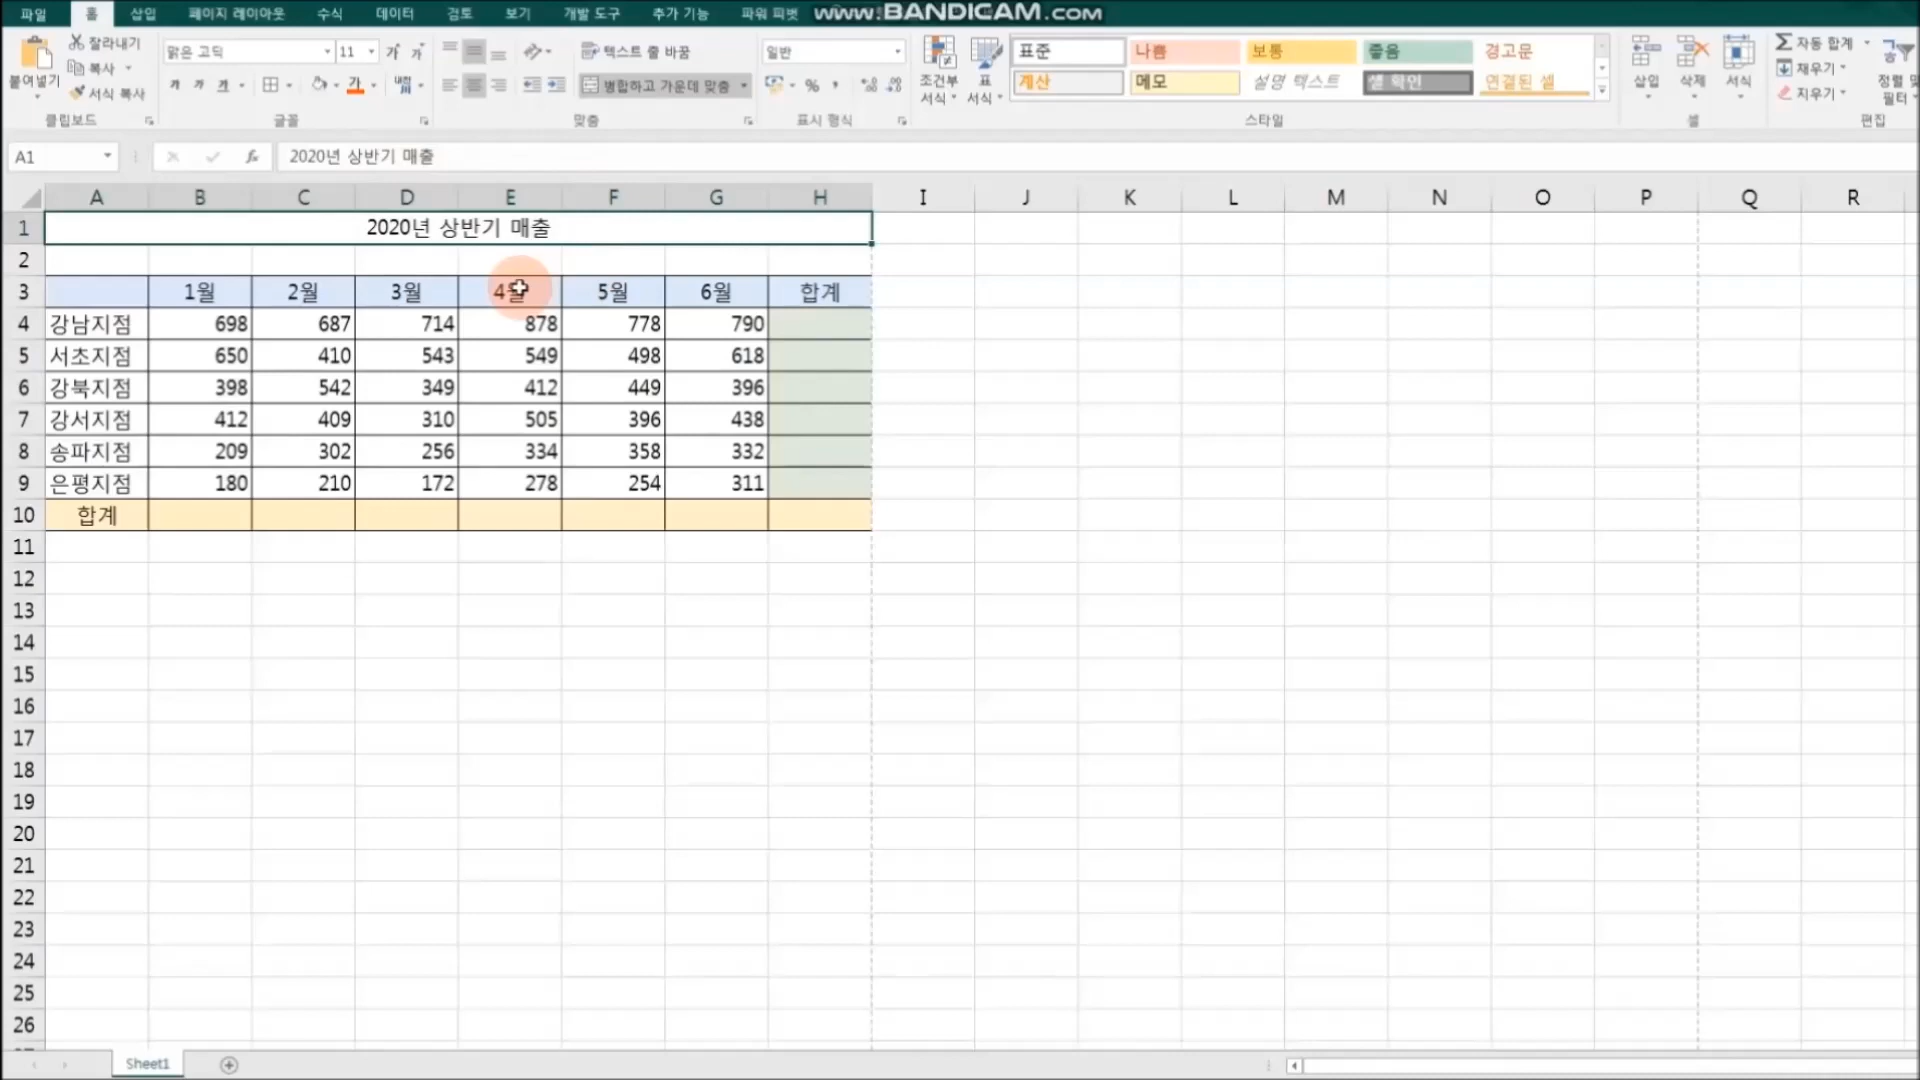 파일 홈 삽입 페이지 레이아웃 수식 데이터 검토 보기 개발 도구 추가 기능 파워 피벗 www.BANDICAM.com
붙여넣기 잘라내기 복사 서식 복사
클립보드
맑은 고딕 11 가 가
가 가 가 가
글꼴
텍스트 줄 바꿈
병합하고 가운데 맞춤
맞춤
일반
%
표시 형식
조건부 서식 표 서식
표준 나쁨 보통 좋음 경고문
계산 메모 설명 텍스트 셀 확인 연결된 셀
스타일
삽입 삭제 서식
셀
자동 합계
채우기
지우기
정렬 및 필터
편집
A1 fx 2020년 상반기 매출
A B C D E F G H I J K L M N O P Q R
1 2020년 상반기 매출
2
3 1월 2월 3월 4월 5월 6월 합계
4 강남지점 698 687 714 878 778 790
5 서초지점 650 410 543 549 498 618
6 강북지점 398 542 349 412 449 396
7 강서지점 412 409 310 505 396 438
8 송파지점 209 302 256 334 358 332
9 은평지점 180 210 172 278 254 311
10 합계
11
12
13
14
15
16
17
18
19
20
21
22
23
24
25
26
Sheet1